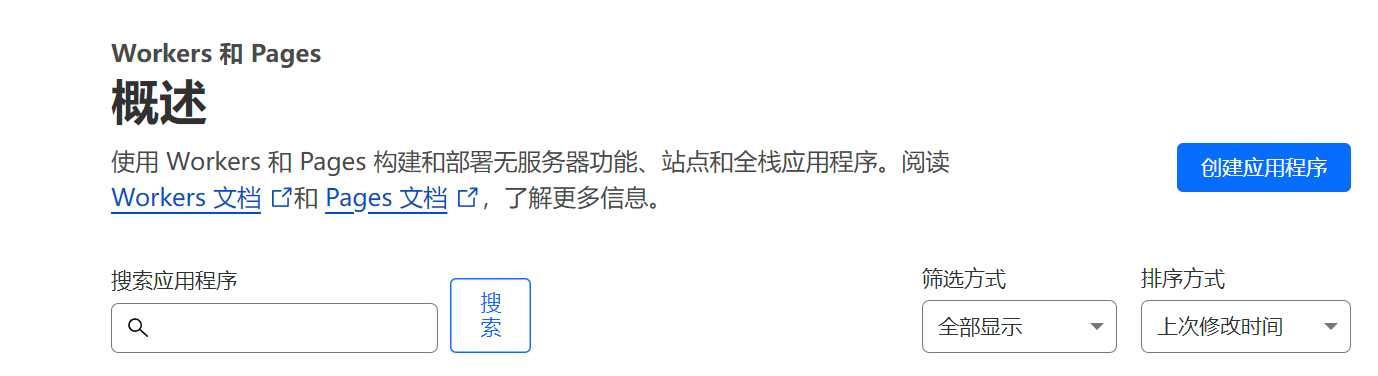 Workers 和 Pages
概述
使用 Workers 和 Pages 构建和部署无服务器功能、站点和全栈应用程序。阅读
Workers 文档 和 Pages 文档 ，了解更多信息。
创建应用程序
搜索应用程序
搜
索
筛选方式
全部显示
排序方式
上次修改时间